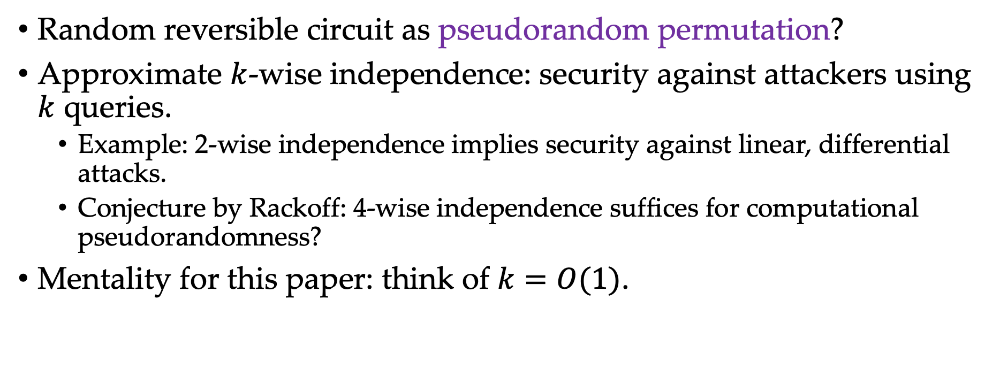 • Random reversible circuit as pseudorandom permutation?
• Approximate k-wise independence: security against attackers using
k queries.
• Example: 2-wise independence implies security against linear, differential
attacks.
• Conjecture by Rackoff: 4-wise independence suffices for computational
pseudorandomness?
• Mentality for this paper: think of k = O(1).